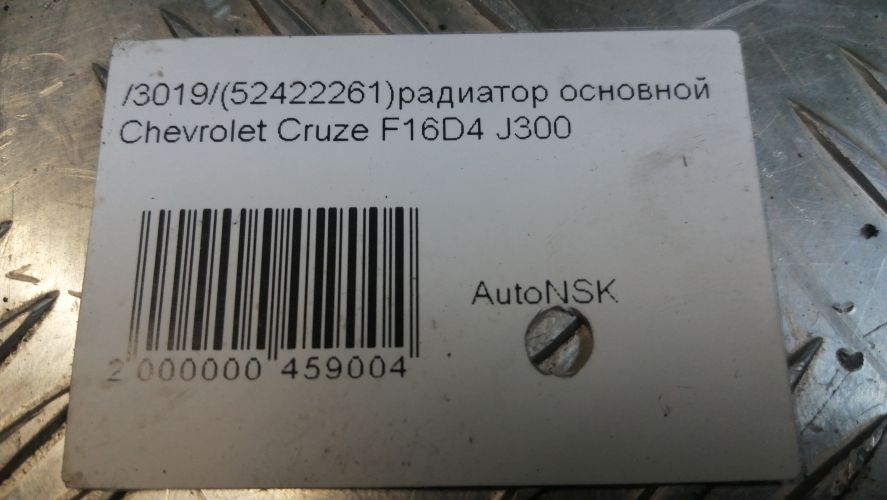 /3019/(52422261)радиатор основной
Chevrolet Cruze F16D4 J300
AutoNSK
2 000000 459004